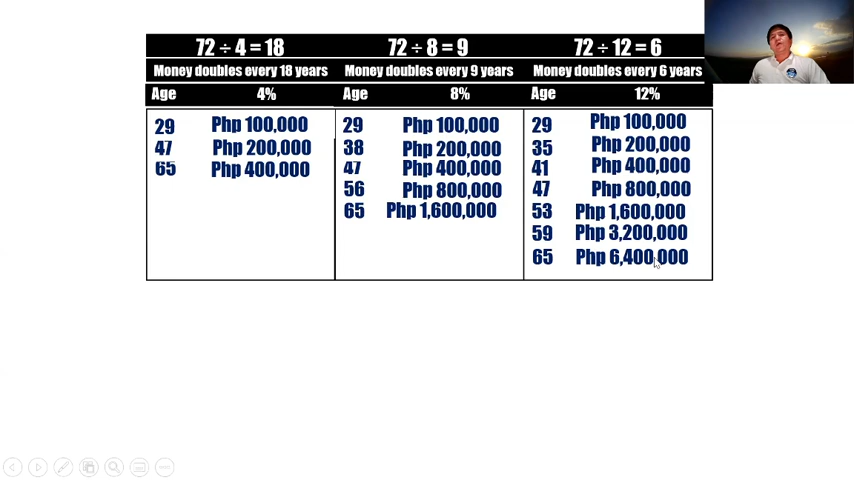 72 ÷ 4 = 18
Money doubles every 18 years
Age 4%
29 Php 100,000
47 Php 200,000
65 Php 400,000
72 ÷ 8 = 9
Money doubles every 9 years
Age 8%
29 Php 100,000
38 Php 200,000
47 Php 400,000
56 Php 800,000
65 Php 1,600,000
72 ÷ 12 = 6
Money doubles every 6 years
Age 12%
29 Php 100,000
35 Php 200,000
41 Php 400,000
47 Php 800,000
53 Php 1,600,000
59 Php 3,200,000
65 Php 6,400,000